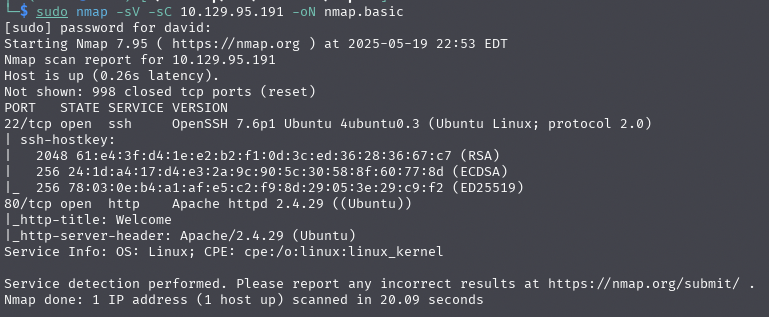 └─$ sudo nmap -sV -sC 10.129.95.191 -oN nmap.basic
[sudo] password for david:
Starting Nmap 7.95 ( https://nmap.org ) at 2025-05-19 22:53 EDT
Nmap scan report for 10.129.95.191
Host is up (0.26s latency).
Not shown: 998 closed tcp ports (reset)
PORT   STATE SERVICE VERSION
22/tcp open  ssh     OpenSSH 7.6p1 Ubuntu 4ubuntu0.3 (Ubuntu Linux; protocol 2.0)
| ssh-hostkey:
|   2048 61:e4:3f:d4:1e:e2:b2:f1:0d:3c:ed:36:28:36:67:c7 (RSA)
|   256 24:1d:a4:17:d4:e3:2a:9c:90:5c:30:58:8f:60:77:8d (ECDSA)
|_  256 78:03:0e:b4:a1:af:e5:c2:f9:8d:29:05:3e:29:c9:f2 (ED25519)
80/tcp open  http    Apache httpd 2.4.29 ((Ubuntu))
|_http-title: Welcome
|_http-server-header: Apache/2.4.29 (Ubuntu)
Service Info: OS: Linux; CPE: cpe:/o:linux:linux_kernel

Service detection performed. Please report any incorrect results at https://nmap.org/submit/ .
Nmap done: 1 IP address (1 host up) scanned in 20.09 seconds